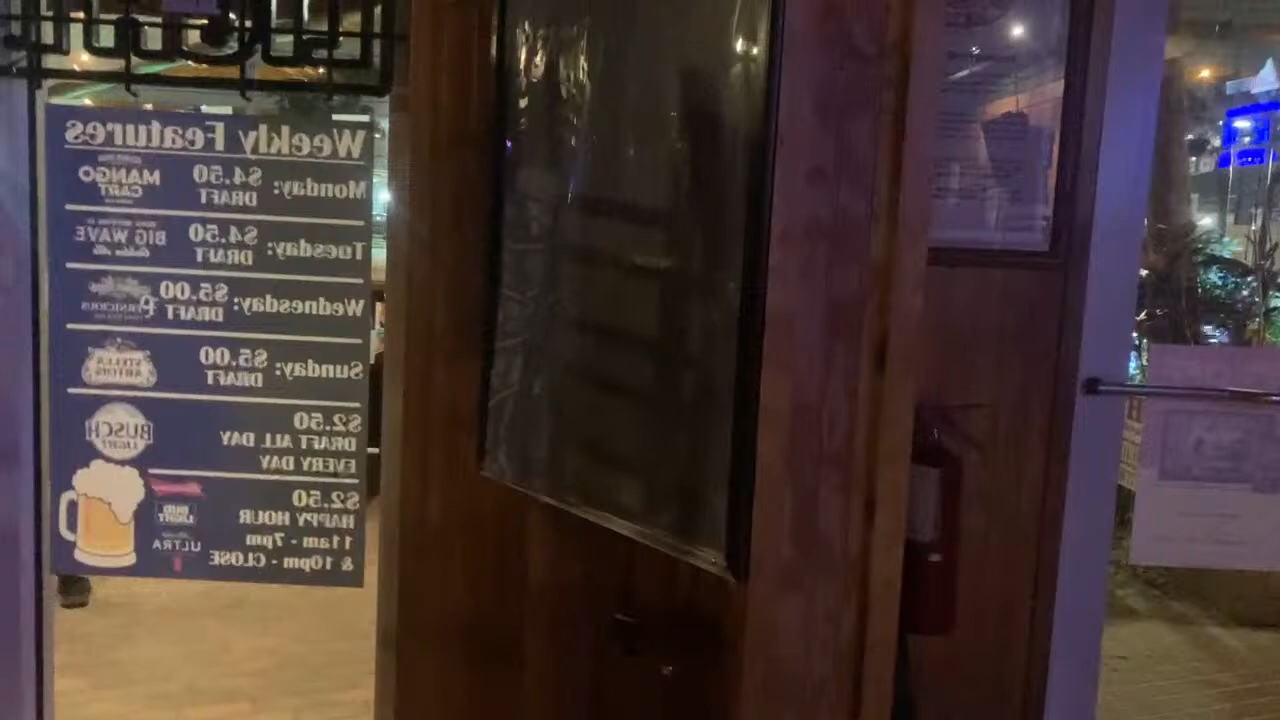 Weekly Features
Monday: $4.50 DRAFT MANGO CART
Tuesday: $4.50 DRAFT BIG WAVE
Wednesday: $5.00 DRAFT PERNICIOUS
Sunday: $5.00 DRAFT STELLA ARTOIS
$2.50
DRAFT ALL DAY
EVERY DAY
BUSCH LIGHT
$2.50
HAPPY HOUR
11am - 7pm
& 10pm - CLOSE
BUD LIGHT
ULTRA